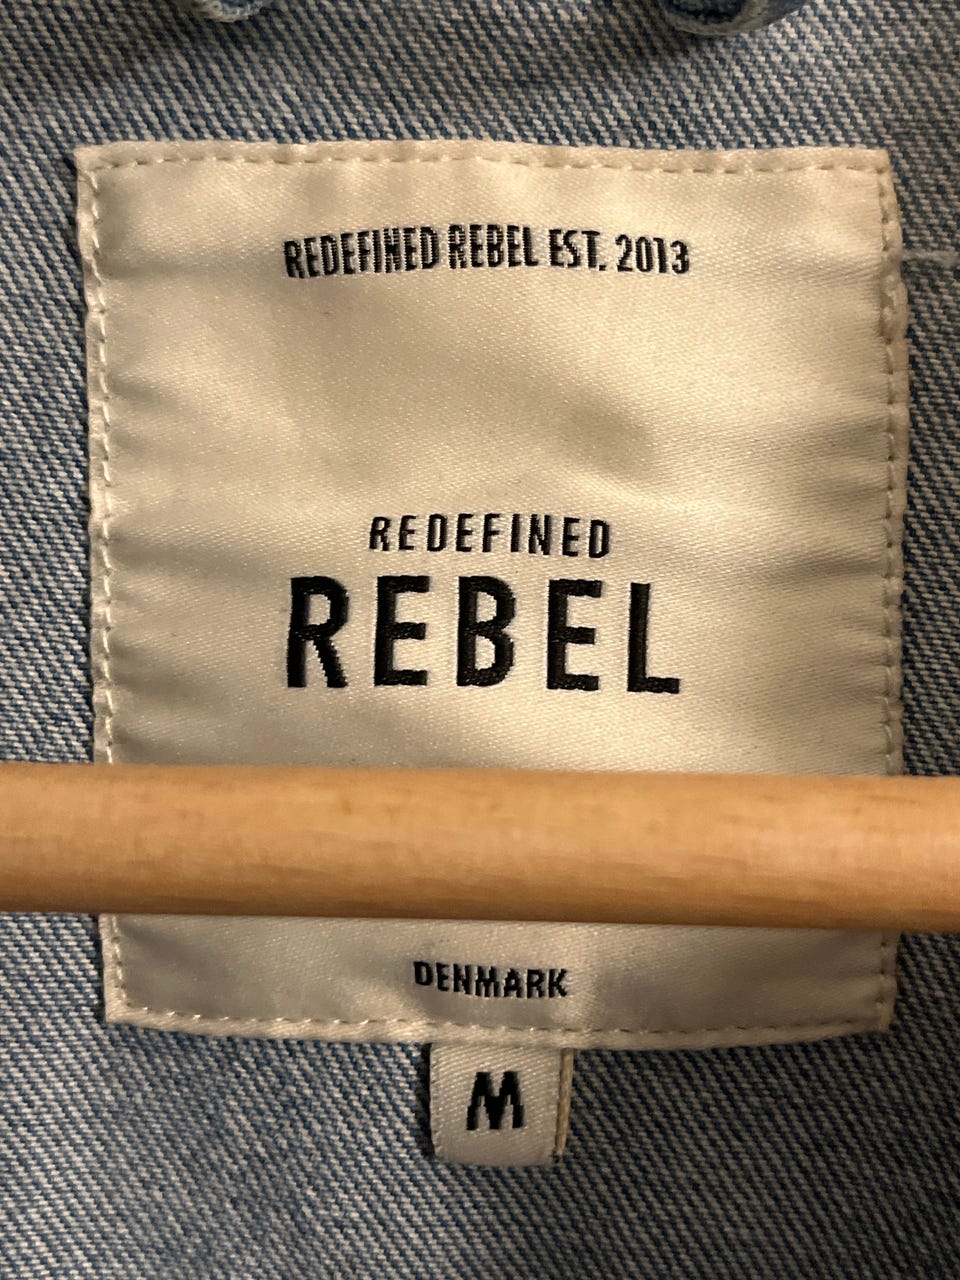 REDEFINED REBEL EST. 2013
REDEFINED
REBEL
DENMARK
M